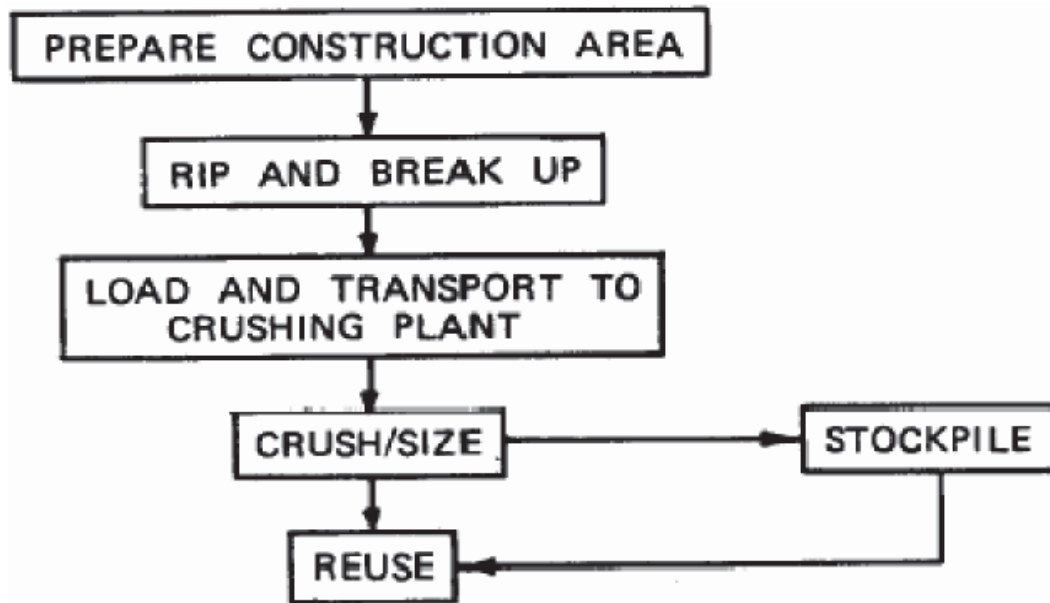 PREPARE CONSTRUCTION AREA
RIP AND BREAK UP
LOAD AND TRANSPORT TO
CRUSHING PLANT
CRUSH/SIZE
STOCKPILE
REUSE